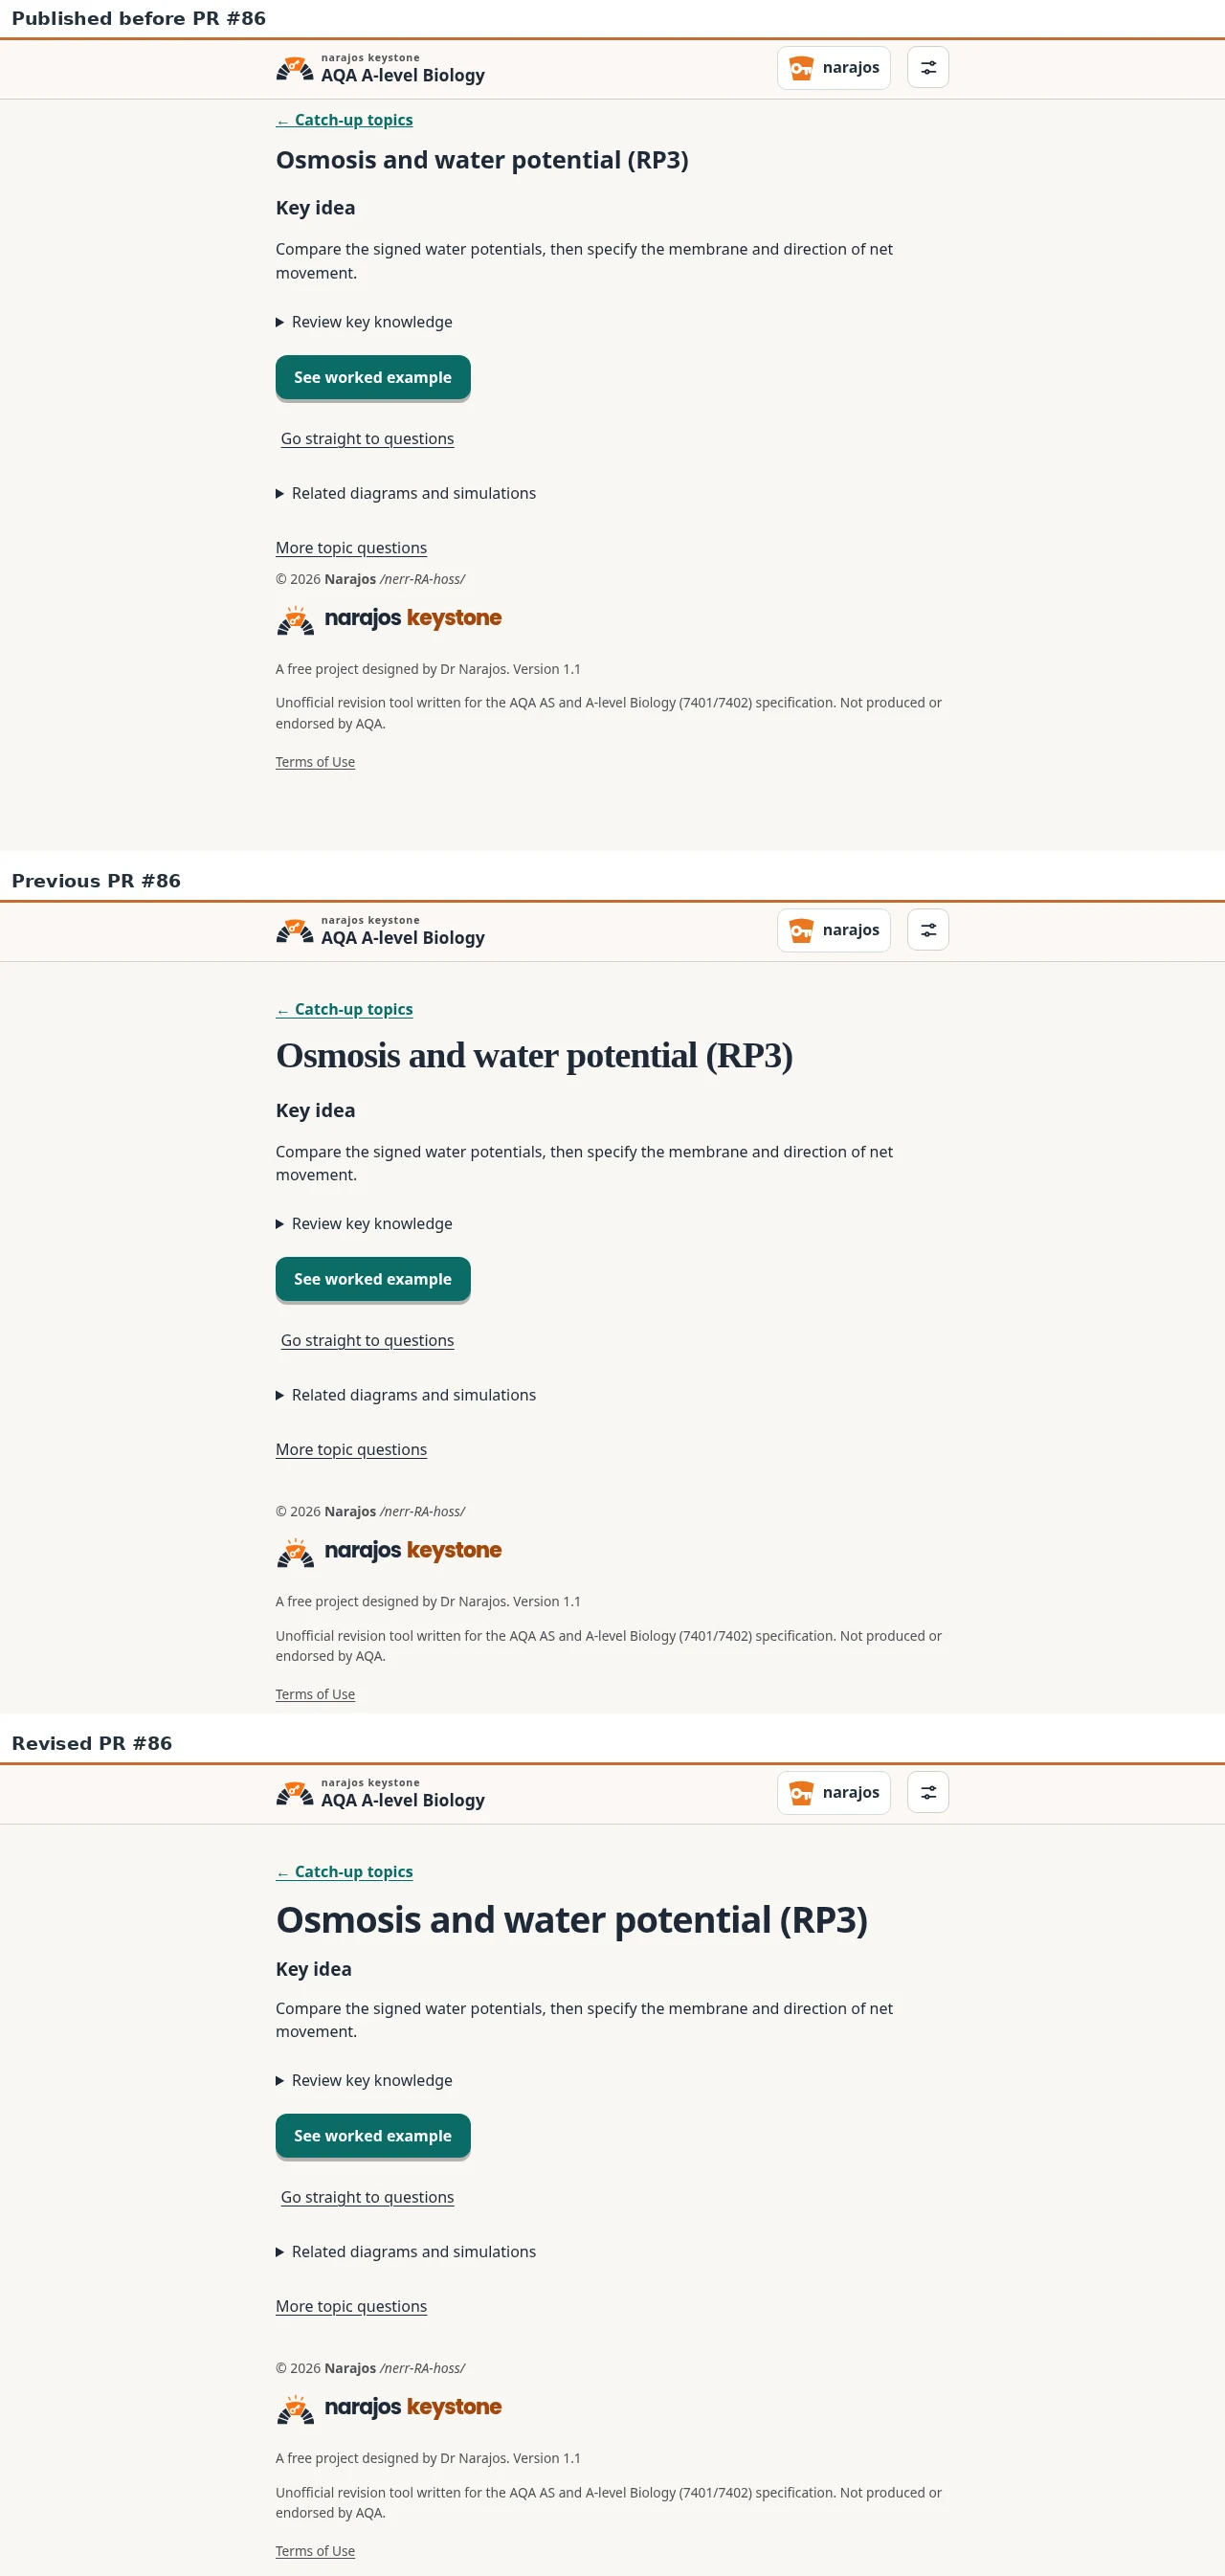 Published before PR #86
narajos keystone
AQA A-level Biology
narajos
← Catch-up topics
Osmosis and water potential (RP3)
Key idea
Compare the signed water potentials, then specify the membrane and direction of net
movement.
▶ Review key knowledge
See worked example
Go straight to questions
▶ Related diagrams and simulations
More topic questions
© 2026 Narajos /nerr-RA-hoss/
narajos keystone
A free project designed by Dr Narajos. Version 1.1
Unofficial revision tool written for the AQA AS and A-level Biology (7401/7402) specification. Not produced or
endorsed by AQA.
Terms of Use
Previous PR #86
narajos keystone
AQA A-level Biology
narajos
← Catch-up topics
Osmosis and water potential (RP3)
Key idea
Compare the signed water potentials, then specify the membrane and direction of net
movement.
▶ Review key knowledge
See worked example
Go straight to questions
▶ Related diagrams and simulations
More topic questions
© 2026 Narajos /nerr-RA-hoss/
narajos keystone
A free project designed by Dr Narajos. Version 1.1
Unofficial revision tool written for the AQA AS and A-level Biology (7401/7402) specification. Not produced or
endorsed by AQA.
Terms of Use
Revised PR #86
narajos keystone
AQA A-level Biology
narajos
← Catch-up topics
Osmosis and water potential (RP3)
Key idea
Compare the signed water potentials, then specify the membrane and direction of net
movement.
▶ Review key knowledge
See worked example
Go straight to questions
▶ Related diagrams and simulations
More topic questions
© 2026 Narajos /nerr-RA-hoss/
narajos keystone
A free project designed by Dr Narajos. Version 1.1
Unofficial revision tool written for the AQA AS and A-level Biology (7401/7402) specification. Not produced or
endorsed by AQA.
Terms of Use